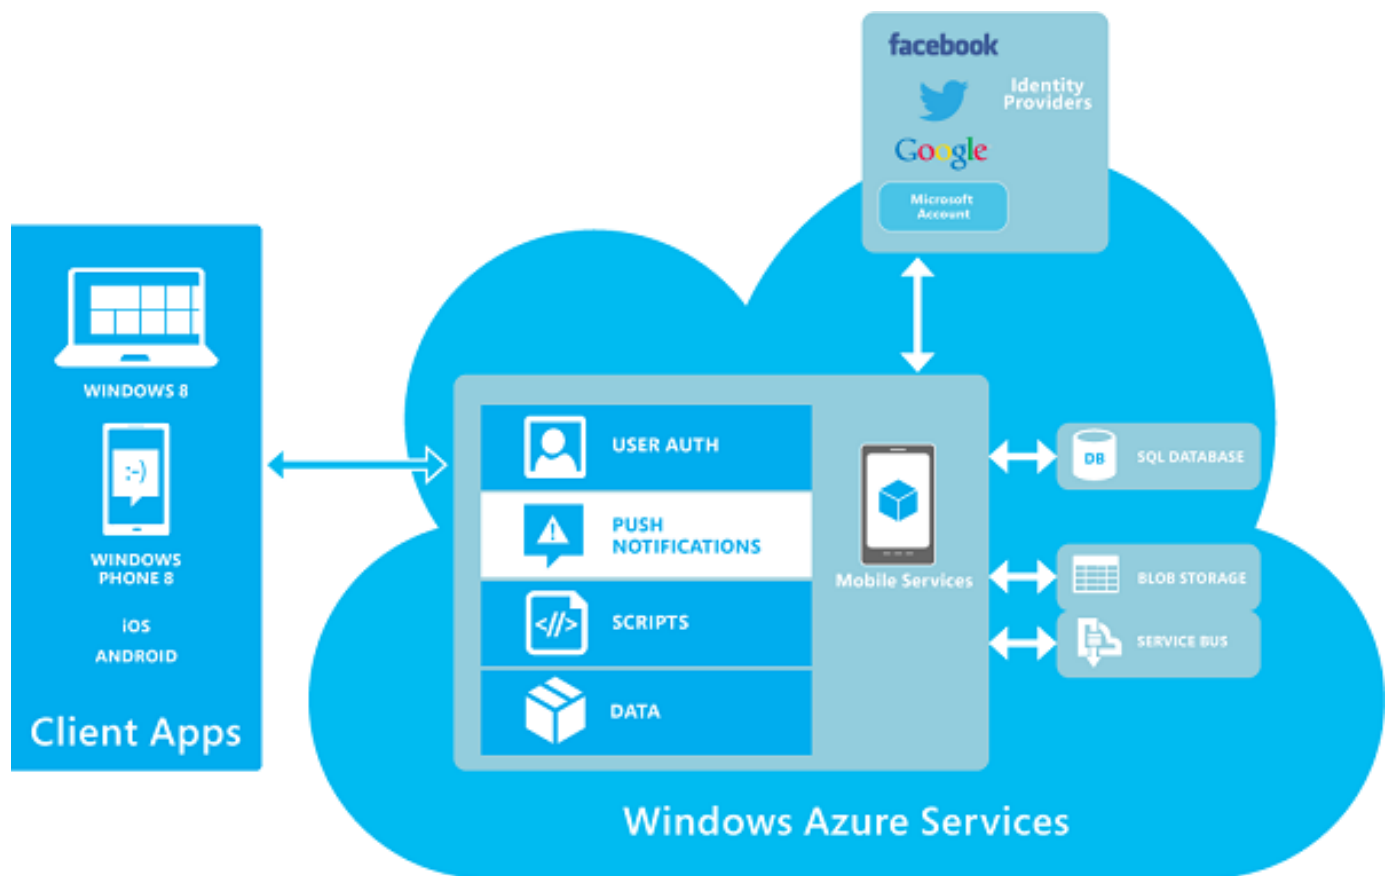 facebook
Identity
Providers
Google
Microsoft
Account
WINDOWS 8
:-)
WINDOWS
PHONE 8
iOS
ANDROID
Client Apps
USER AUTH
PUSH
NOTIFICATIONS
</>
SCRIPTS
DATA
Mobile Services
DB
SQL DATABASE
BLOB STORAGE
SERVICE BUS
Windows Azure Services